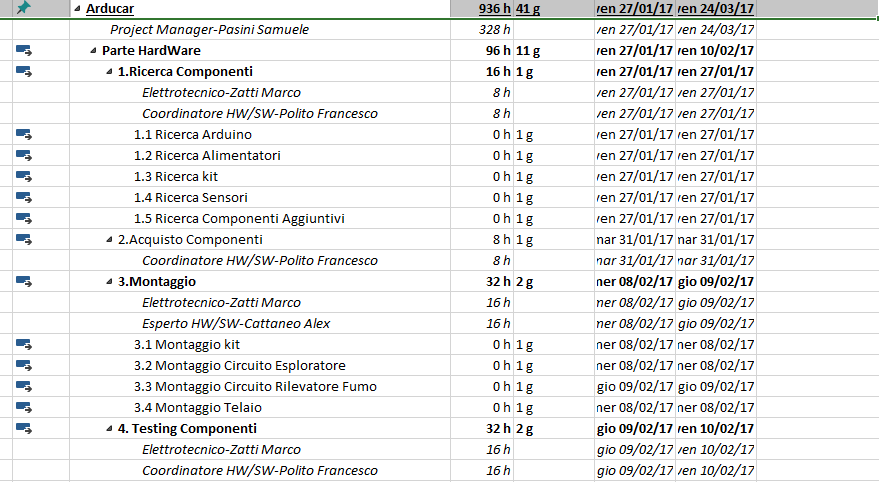 Arducar 936 h 41 g ven 27/01/17 ven 24/03/17
Project Manager-Pasini Samuele 328 h ven 27/01/17 ven 24/03/17
Parte HardWare 96 h 11 g ven 27/01/17 ven 10/02/17
1.Ricerca Componenti 16 h 1 g ven 27/01/17 ven 27/01/17
Elettrotecnico-Zatti Marco 8 h ven 27/01/17 ven 27/01/17
Coordinatore HW/SW-Polito Francesco 8 h ven 27/01/17 ven 27/01/17
1.1 Ricerca Arduino 0 h 1 g ven 27/01/17 ven 27/01/17
1.2 Ricerca Alimentatori 0 h 1 g ven 27/01/17 ven 27/01/17
1.3 Ricerca kit 0 h 1 g ven 27/01/17 ven 27/01/17
1.4 Ricerca Sensori 0 h 1 g ven 27/01/17 ven 27/01/17
1.5 Ricerca Componenti Aggiuntivi 0 h 1 g ven 27/01/17 ven 27/01/17
2.Acquisto Componenti 8 h 1 g mar 31/01/17 mar 31/01/17
Coordinatore HW/SW-Polito Francesco 8 h mar 31/01/17 mar 31/01/17
3.Montaggio 32 h 2 g mer 08/02/17 gio 09/02/17
Elettrotecnico-Zatti Marco 16 h mer 08/02/17 gio 09/02/17
Esperto HW/SW-Cattaneo Alex 16 h mer 08/02/17 gio 09/02/17
3.1 Montaggio kit 0 h 1 g mer 08/02/17 mer 08/02/17
3.2 Montaggio Circuito Esploratore 0 h 1 g mer 08/02/17 mer 08/02/17
3.3 Montaggio Circuito Rilevatore Fumo 0 h 1 g gio 09/02/17 gio 09/02/17
3.4 Montaggio Telaio 0 h 1 g mer 08/02/17 mer 08/02/17
4. Testing Componenti 32 h 2 g gio 09/02/17 ven 10/02/17
Elettrotecnico-Zatti Marco 16 h gio 09/02/17 ven 10/02/17
Coordinatore HW/SW-Polito Francesco 16 h gio 09/02/17 ven 10/02/17